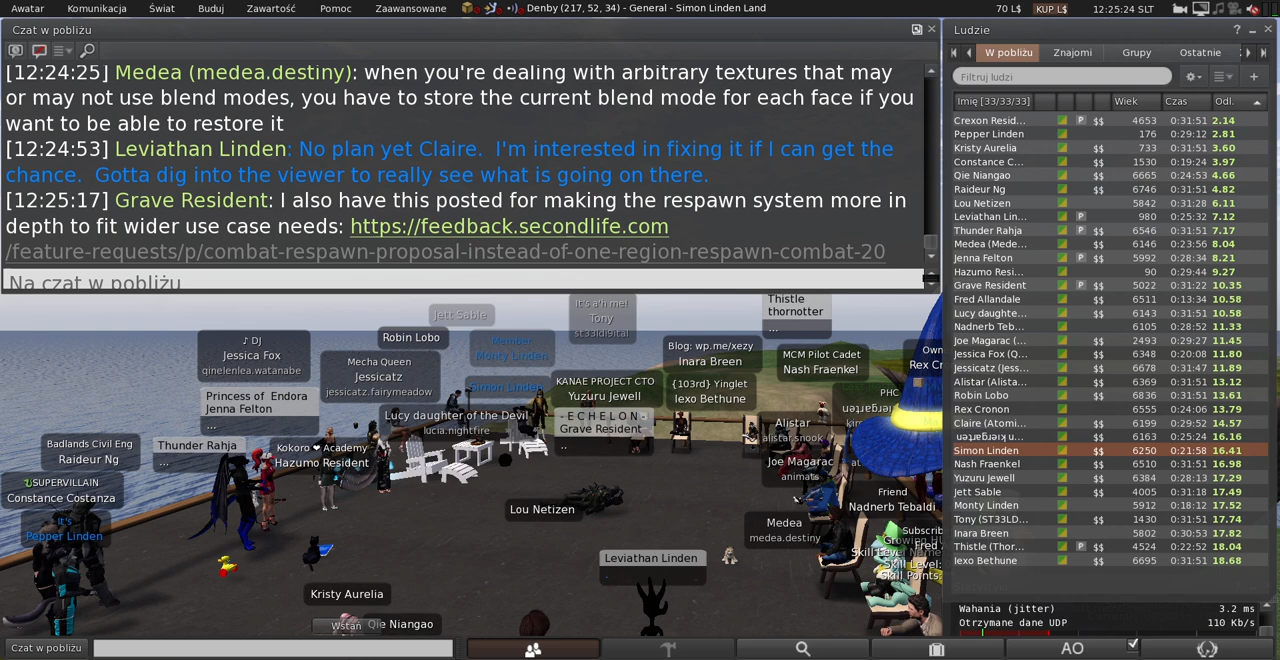 Awatar Komunikacja Świat Buduj Zawartość Pomoc Zaawansowane Denby (217, 52, 34) - General - Simon Linden Land 70 L$ KUP L$ 12:25:24 SLT
Czat w pobliżu
[12:24:25] Medea (medea.destiny): when you're dealing with arbitrary textures that may
or may not use blend modes, you have to store the current blend mode for each face if you
want to be able to restore it
[12:24:53] Leviathan Linden: No plan yet Claire. I'm interested in fixing it if I can get the
chance. Gotta dig into the viewer to really see what is going on there.
[12:25:17] Grave Resident: I also have this posted for making the respawn system more in
depth to fit wider use case needs: https://feedback.secondlife.com
/feature-requests/p/combat-respawn-proposal-instead-of-one-region-respawn-combat-20
Na czat w pobliżu
Jett Sable
It's a'h me!
Tony
st33ldi9ital
Thistle
thornotter
...
♪ DJ
Jessica Fox
ginelenlea.watanabe
Robin Lobo
Member
Monty Linden
Mecha Queen
Jessicatz
jessicatz.fairymeadow
Simon Linden
KANAE PROJECT CTO
Yuzuru Jewell
Blog: wp.me/xezy
Inara Breen
{103rd} Yinglet
Iexo Bethune
MCM Pilot Cadet
Nash Fraenkel
Own
Rex Cr
PHC
Princess of Endora
Jenna Felton
...
Lucy daughter of the Devil
lucia.nightfire
- E C H E L O N -
Grave Resident
..
Alistar
alistar.snook
Badlands Civil Eng
Raideur Ng
Thunder Rahja
...
Kokoro ❤ Academy
Hazumo Resident
Joe Magarac
animats
SUPERVILLAIN
Constance Costanza
It's
Pepper Linden
Lou Netizen
Friend
Nadnerb Tebaldi
Medea
medea.destiny
Subscrib
Skill Level:
Skill Points:
Leviathan Linden
.
Kristy Aurelia
Wstań
Qie Niangao
Czat w pobliżu
AO
Ludzie
W pobliżu Znajomi Grupy Ostatnie
Filtruj ludzi
Imię [33/33/33] Wiek Czas Odl.
Crexon Resid... P $$ 4653 0:31:51 2.14
Pepper Linden 176 0:29:12 2.81
Kristy Aurelia $$ 733 0:31:51 3.60
Constance C... $$ 1530 0:19:24 3.97
Qie Niangao $$ 6665 0:24:53 4.66
Raideur Ng $$ 6746 0:31:51 4.82
Lou Netizen 5842 0:31:28 6.11
Leviathan Lin... P 980 0:25:32 7.12
Thunder Rahja P $$ 6546 0:31:51 7.17
Medea (Mede... $$ 6146 0:23:56 8.04
Jenna Felton P $$ 5992 0:28:34 8.21
Hazumo Resi... 90 0:29:44 9.27
Grave Resident P $$ 5022 0:31:22 10.35
Fred Allandale $$ 6511 0:13:34 10.58
Lucy daughte... $$ 6143 0:31:51 10.58
Nadnerb Teb... 6105 0:28:52 11.33
Joe Magarac (... $$ 2493 0:29:27 11.45
Jessica Fox (Q... $$ 6348 0:20:08 11.80
Jessicatz (Jess... $$ 6678 0:31:47 11.89
Alistar (Alista... $$ 6369 0:31:51 13.12
Robin Lobo $$ 6836 0:31:51 13.61
Rex Cronon 6555 0:24:06 13.79
Claire (Atomi... $$ 6199 0:29:52 14.57
$$ 6163 0:25:24 16.16
Simon Linden $$ 6250 0:21:58 16.41
Nash Fraenkel $$ 6510 0:31:51 16.98
Yuzuru Jewell $$ 6384 0:28:13 17.29
Jett Sable $$ 4005 0:31:18 17.49
Monty Linden 5912 0:18:12 17.52
Tony (ST33LD... $$ 1430 0:31:51 17.74
Inara Breen 5802 0:30:53 17.82
Thistle (Thor... P $$ 4524 0:22:52 18.04
Iexo Bethune $$ 6695 0:31:51 18.68
Wahania (jitter) 3.2 ms
Otrzymane dane UDP 110 Kb/s